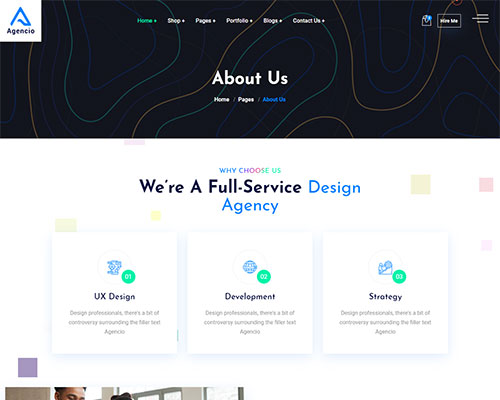 Agencio
Home + Shop + Pages + Portfolio + Blogs + Contact Us +
Hire Me
About Us
Home / Pages / About Us
WHY CHOOSE US
We're A Full-Service Design
Agency
01
02
03
UX Design
Development
Strategy
Design professionals, there's a bit of
controversy surrounding the filler text
Agencio.
Design professionals, there's a bit of
controversy surrounding the filler text
Agencio.
Design professionals, there's a bit of
controversy surrounding the filler text
Agencio.